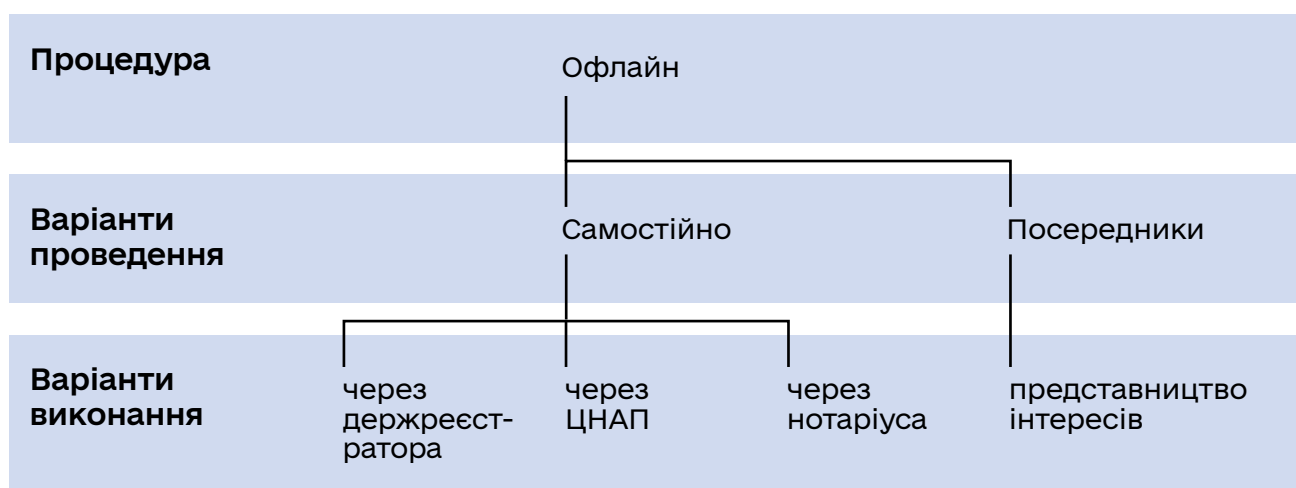 Процедура
Офлайн
Варіанти
проведення
Самостійно
Посередники
Варіанти
виконання
через
держреєст-
ратора
через
ЦНАП
через
нотаріуса
представництво
інтересів